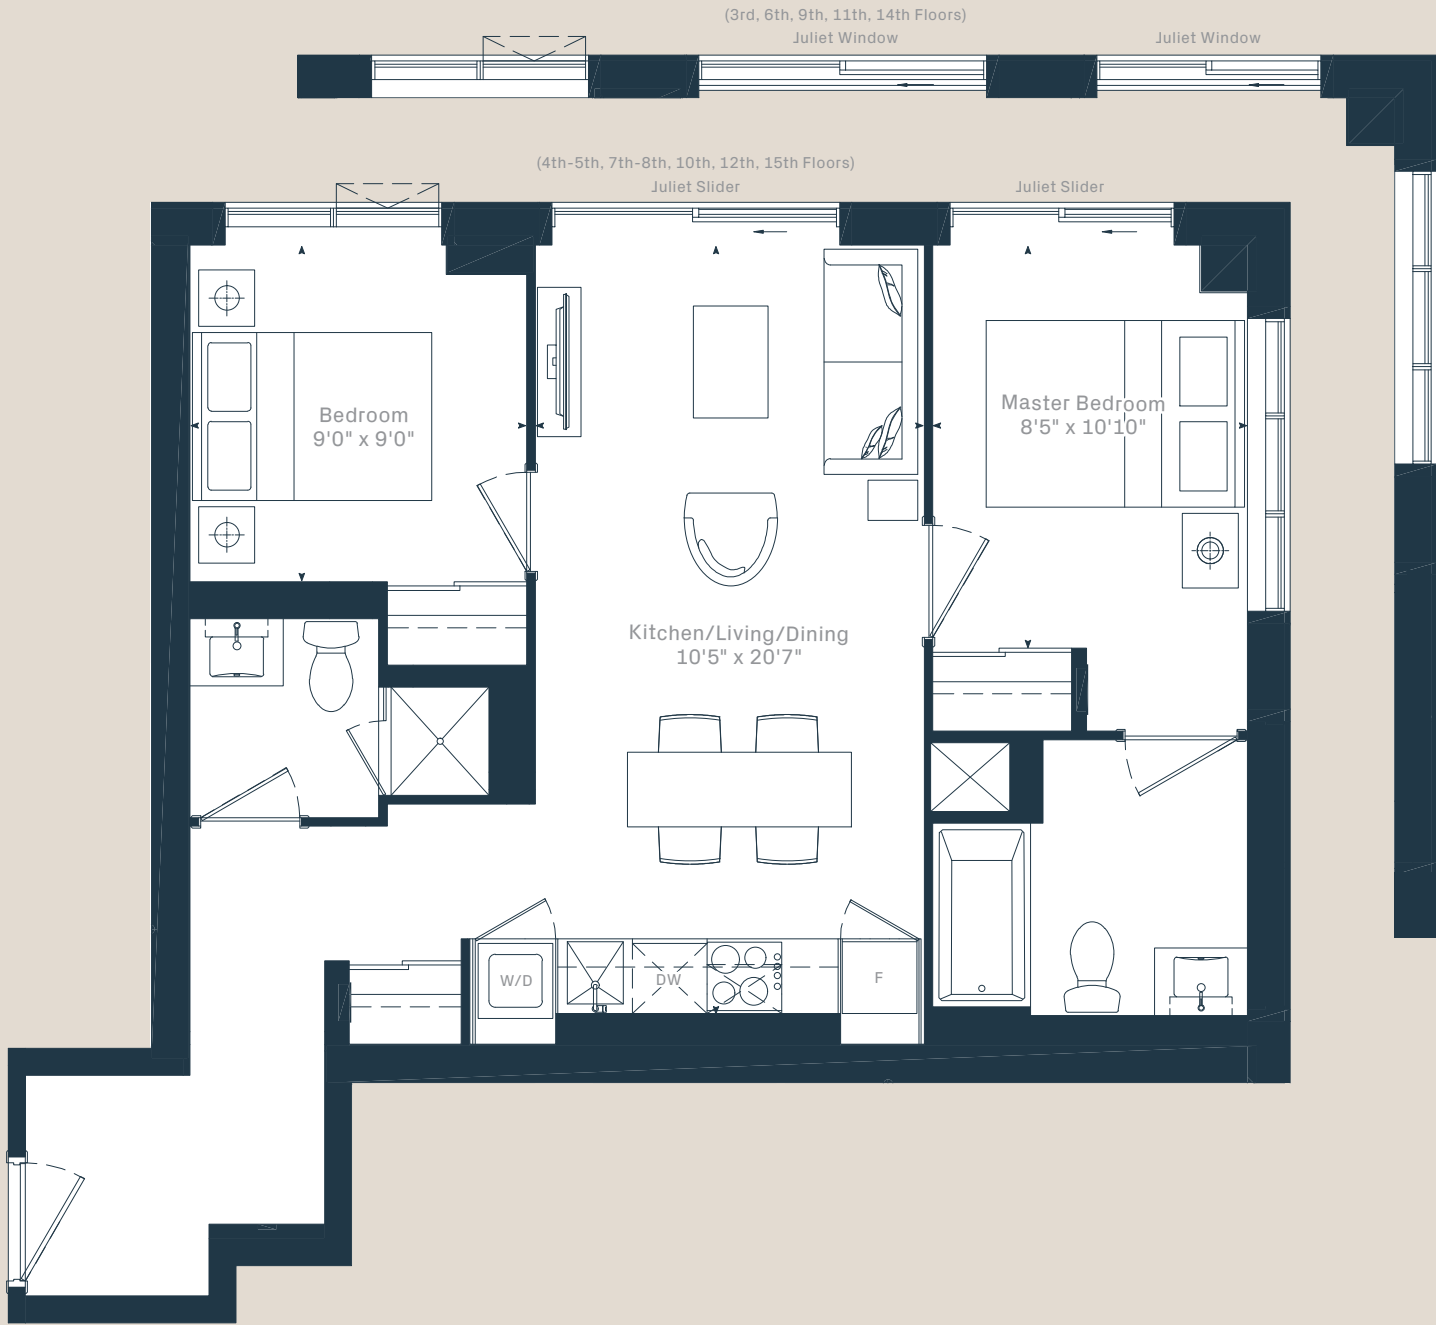 (3rd, 6th, 9th, 11th, 14th Floors)
Juliet Window
Juliet Window
(4th-5th, 7th-8th, 10th, 12th, 15th Floors)
Juliet Slider
Juliet Slider
Bedroom
9'0" x 9'0"
Master Bedroom
8'5" x 10'10"
Kitchen/Living/Dining
10'5" x 20'7"
W/D
DW
F